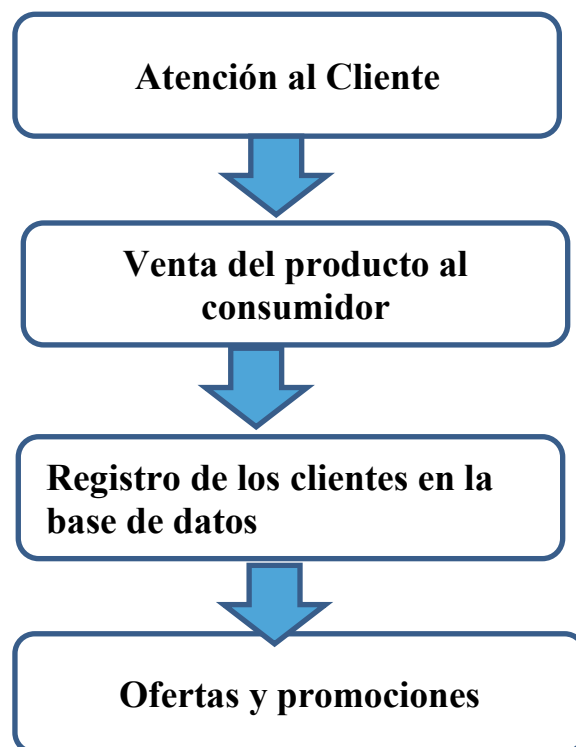 Atención al Cliente
Venta del producto al
consumidor
Registro de los clientes en la
base de datos
Ofertas y promociones